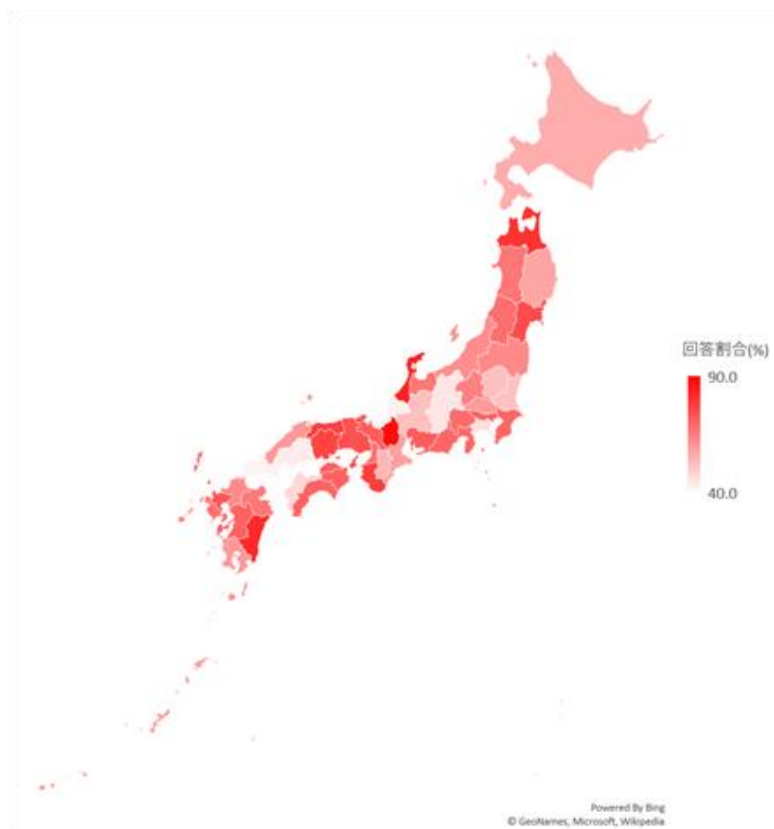 回答割合(%)
90.0
40.0
Powered By Bing
© GeoNames, Microsoft, Wikipedia